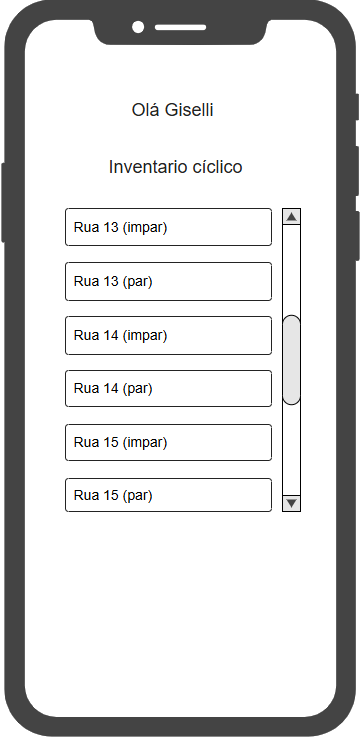 Olá Giselli
Inventario cíclico
Rua 13 (impar)
Rua 13 (par)
Rua 14 (impar)
Rua 14 (par)
Rua 15 (impar)
Rua 15 (par)